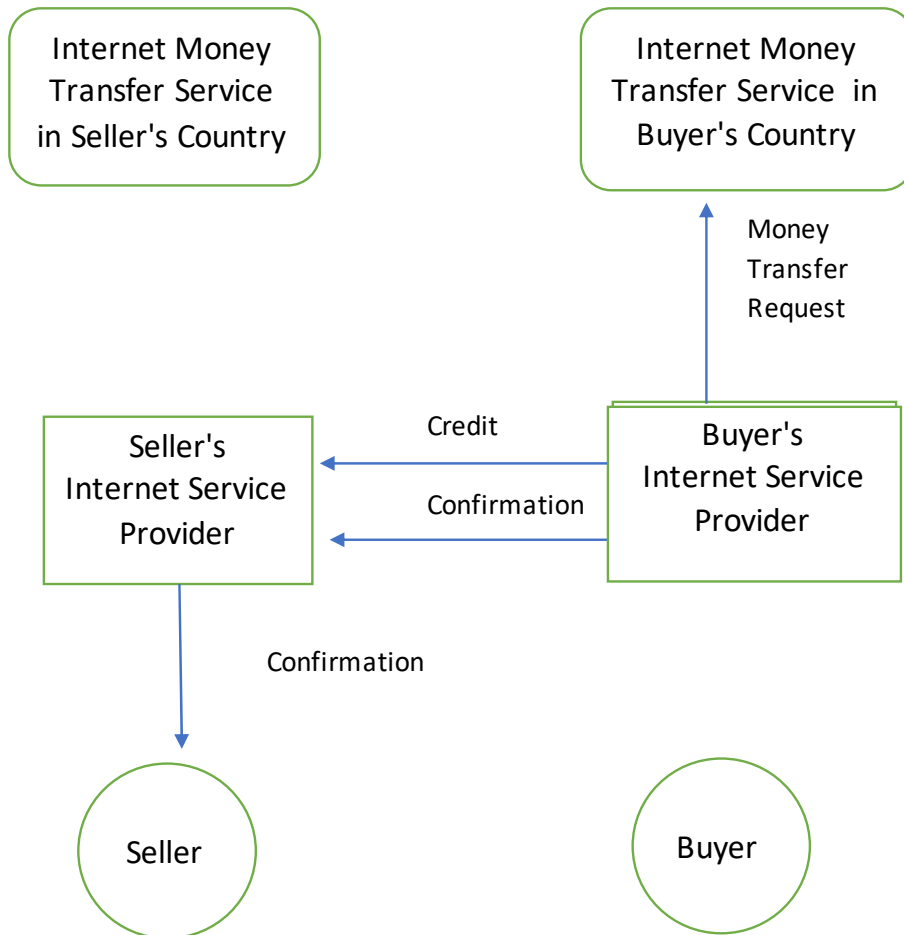 Internet Money
Transfer Service
in Seller's Country
Internet Money
Transfer Service in
Buyer's Country
Money
Transfer
Request
Seller's
Internet Service
Provider
Credit
Confirmation
Buyer's
Internet Service
Provider
Confirmation
Seller
Buyer